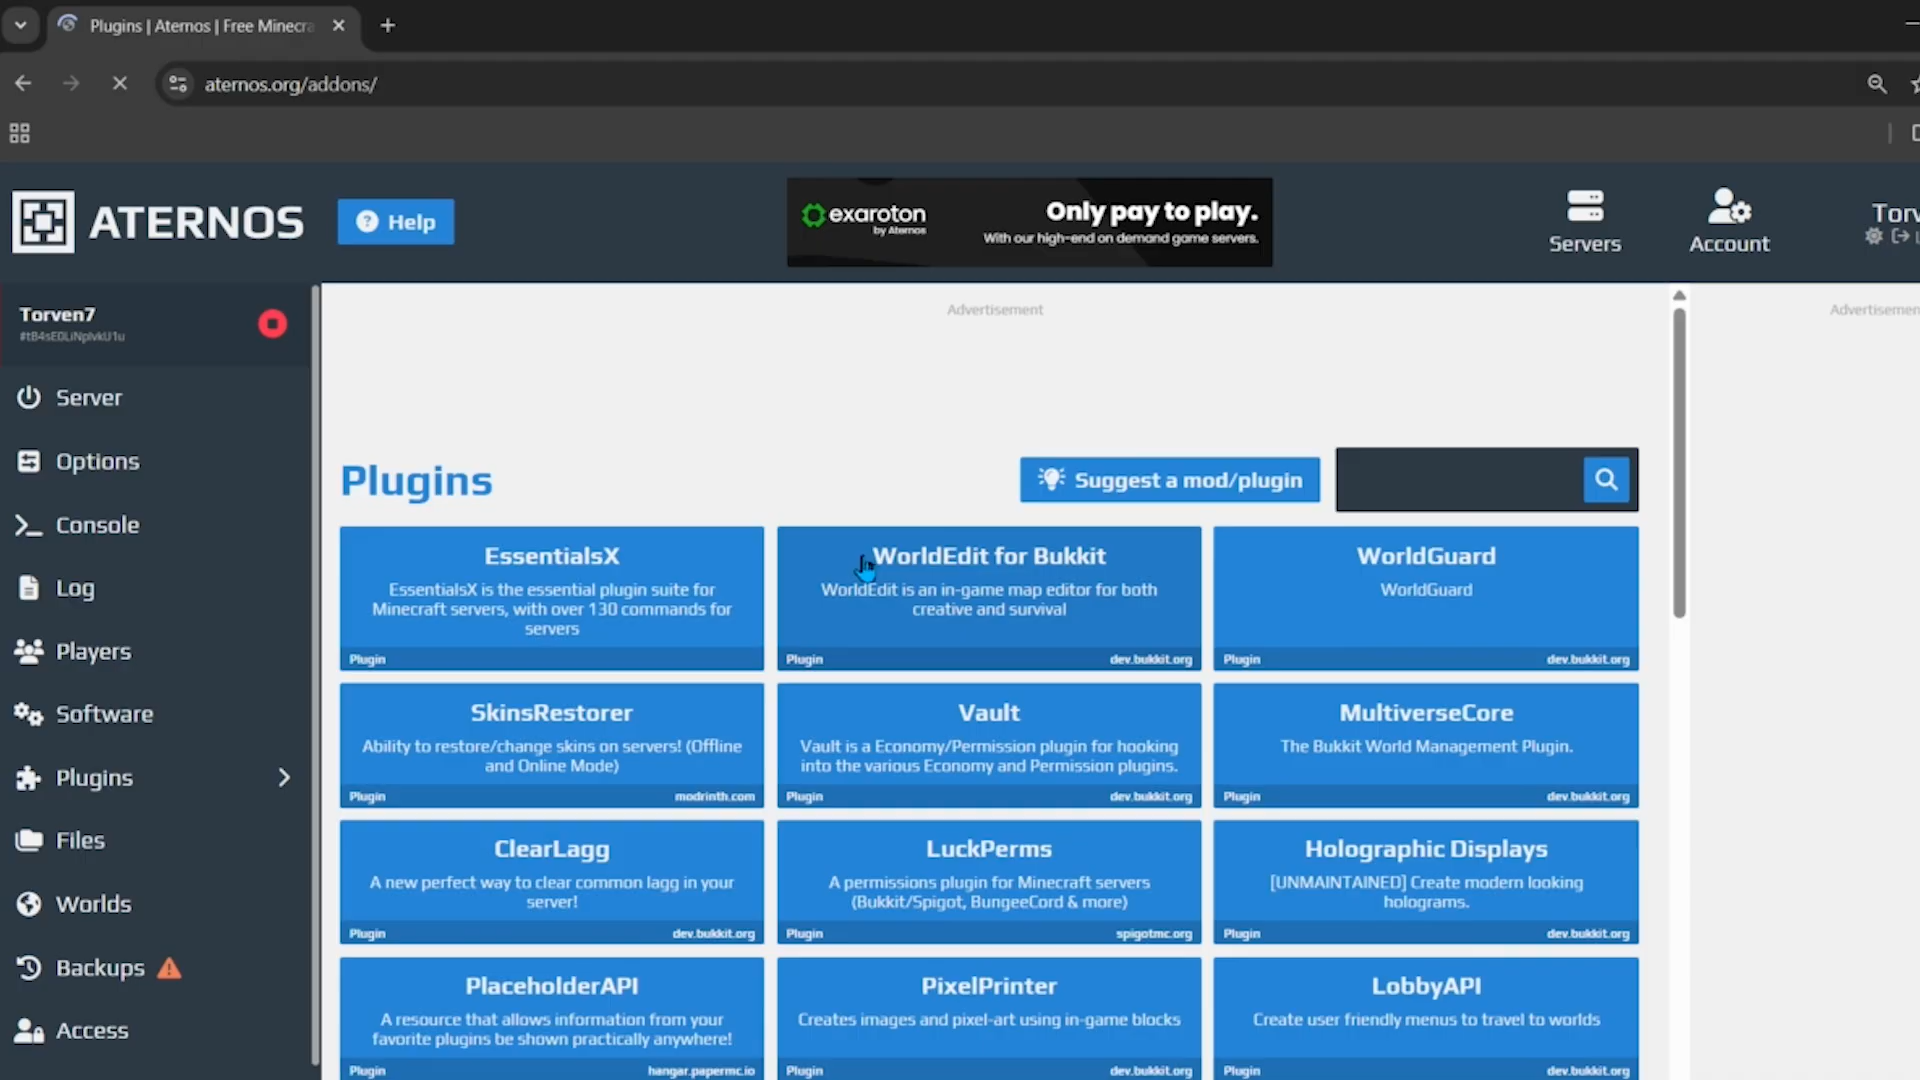 Plugins | Aternos | Free Minecra
aternos.org/addons/
ATERNOS
Help
exaroton
by Aternos
Only pay to play.
With our high-end on demand game servers.
Servers
Account
Torv
Torven7
Server
Options
Console
Log
Players
Software
Plugins
Files
Worlds
Backups
Access
Advertisement
Advertisemen
Plugins
Suggest a mod/plugin
EssentialsX
EssentialsX is the essential plugin suite for
Minecraft servers, with over 130 commands for
servers
Plugin
WorldEdit for Bukkit
WorldEdit is an in-game map editor for both
creative and survival
Plugin
dev.bukkit.org
WorldGuard
WorldGuard
Plugin
dev.bukkit.org
SkinsRestorer
Ability to restore/change skins on servers! (Offline
and Online Mode)
Plugin
modrinth.com
Vault
Vault is a Economy/Permission plugin for hooking
into the various Economy and Permission plugins.
Plugin
dev.bukkit.org
MultiverseCore
The Bukkit World Management Plugin.
Plugin
dev.bukkit.org
ClearLagg
A new perfect way to clear common lagg in your
server!
Plugin
dev.bukkit.org
LuckPerms
A permissions plugin for Minecraft servers
(Bukkit/Spigot, BungeeCord & more)
Plugin
spigotmc.org
Holographic Displays
[UNMAINTAINED] Create modern looking
holograms.
Plugin
dev.bukkit.org
PlaceholderAPI
A resource that allows information from your
favorite plugins be shown practically anywhere!
Plugin
hangar.papermc.io
PixelPrinter
Creates images and pixel-art using in-game blocks
Plugin
dev.bukkit.org
LobbyAPI
Create user friendly menus to travel to worlds
Plugin
dev.bukkit.org